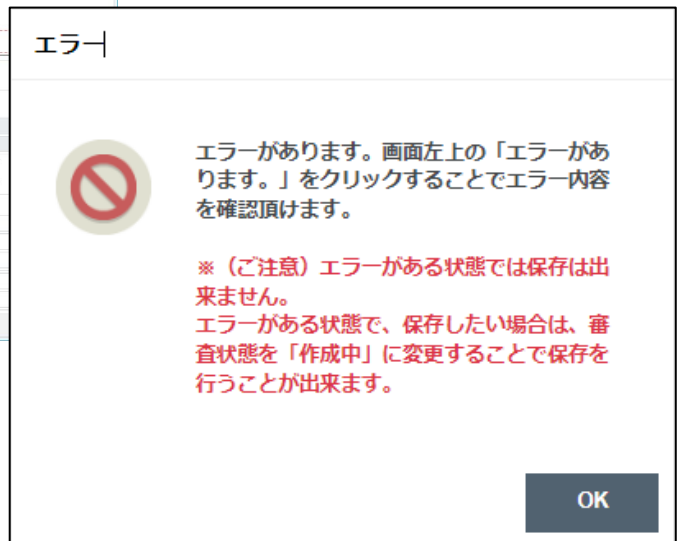 エラー
エラーがあります。画面左上の「エラーがあ
ります。」をクリックすることでエラー内容
を確認頂けます。
※（ご注意）エラーがある状態では保存は出
来ません。
エラーがある状態で、保存したい場合は、審
査状態を「作成中」に変更することで保存を
行うことが出来ます。
OK